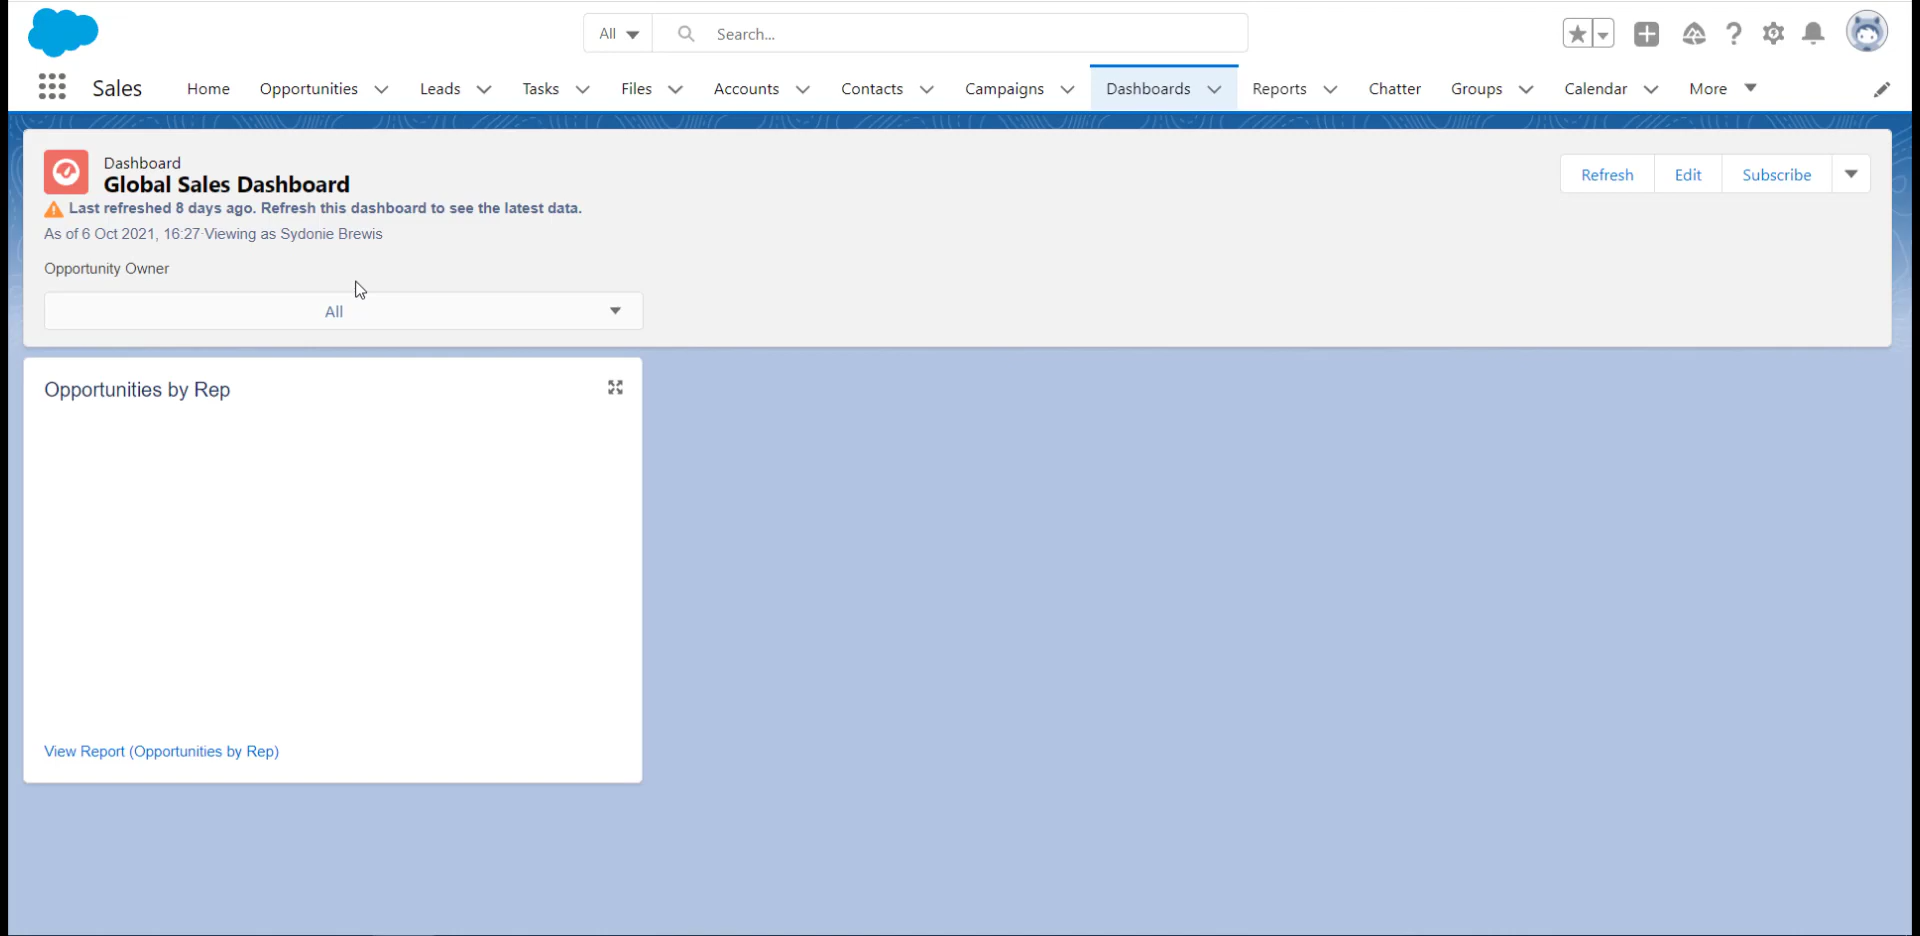 All
Search...
Sales
Home
Opportunities
Leads
Tasks
Files
Accounts
Contacts
Campaigns
Dashboards
Reports
Chatter
Groups
Calendar
More
Dashboard
Global Sales Dashboard
Last refreshed 8 days ago. Refresh this dashboard to see the latest data.
As of 6 Oct 2021, 16:27·Viewing as Sydonie Brewis
Refresh
Edit
Subscribe
Opportunity Owner
All
Opportunities by Rep
View Report (Opportunities by Rep)